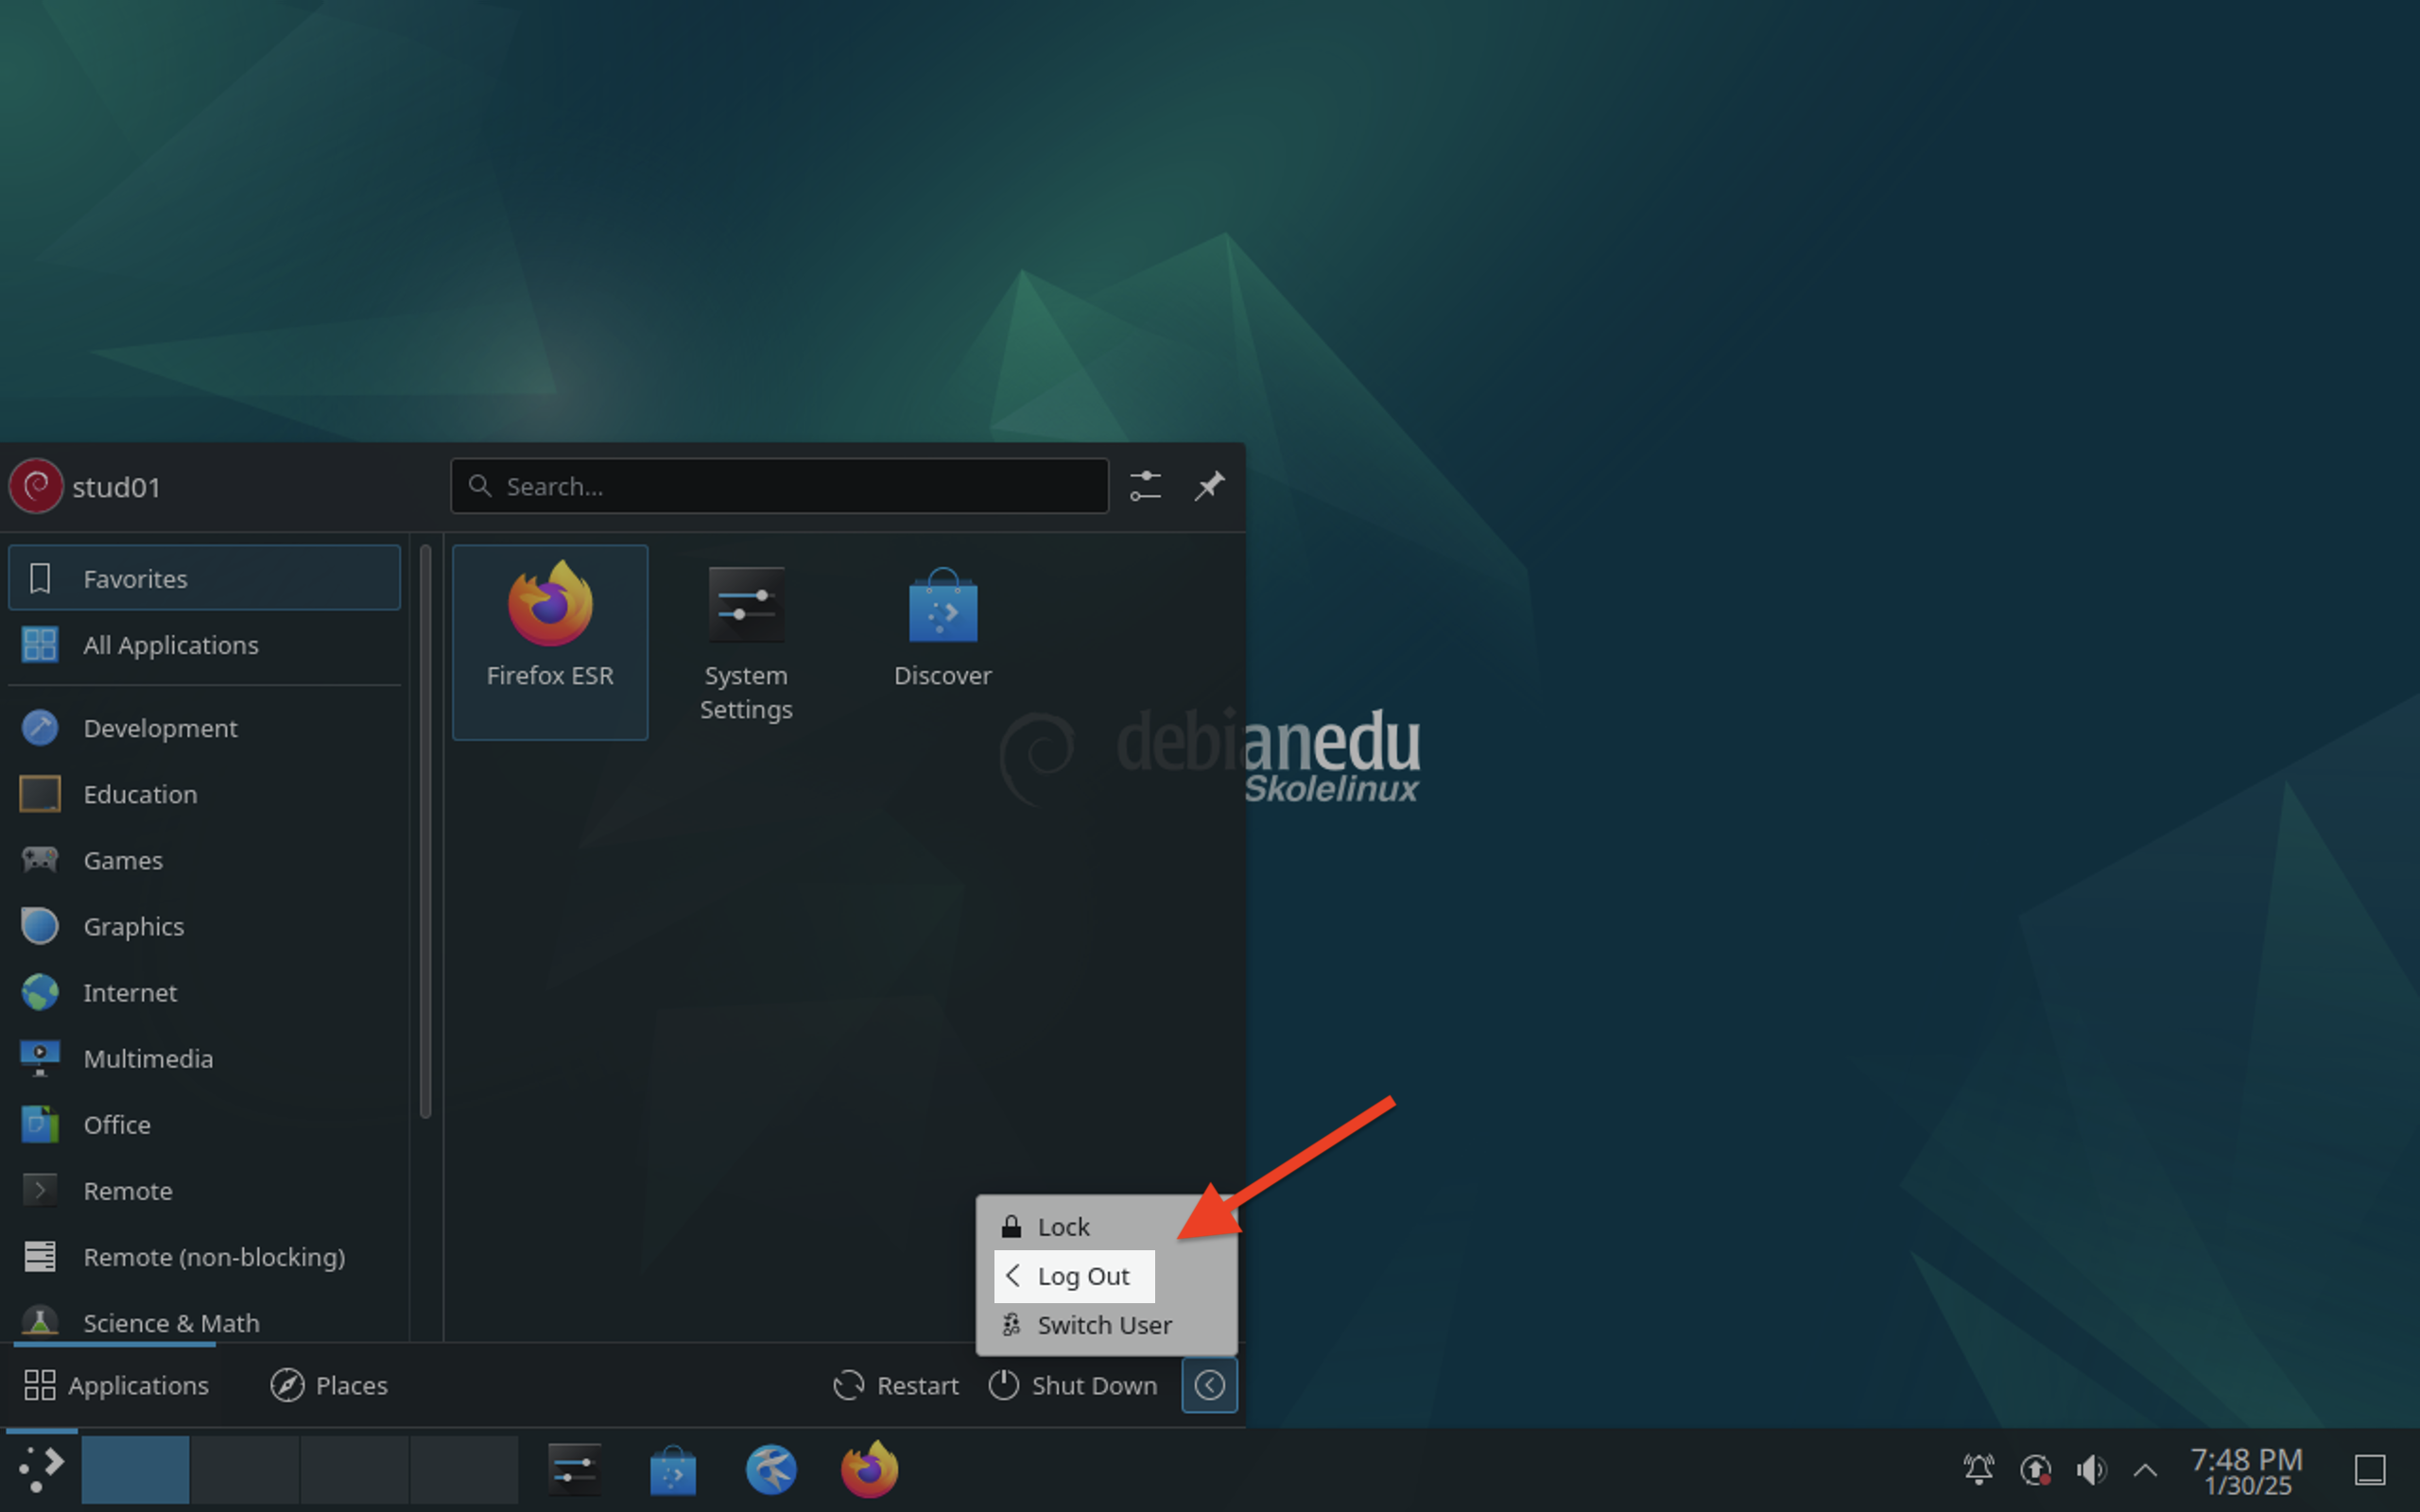 stud01
Search...
Favorites
All Applications
Development
Education
Games
Graphics
Internet
Multimedia
Office
Remote
Remote (non-blocking)
Science & Math
Firefox ESR
System
Settings
Discover
debianedu
Skolelinux
Lock
Log Out
Switch User
Applications
Places
Restart
Shut Down
7:48 PM
1/30/25